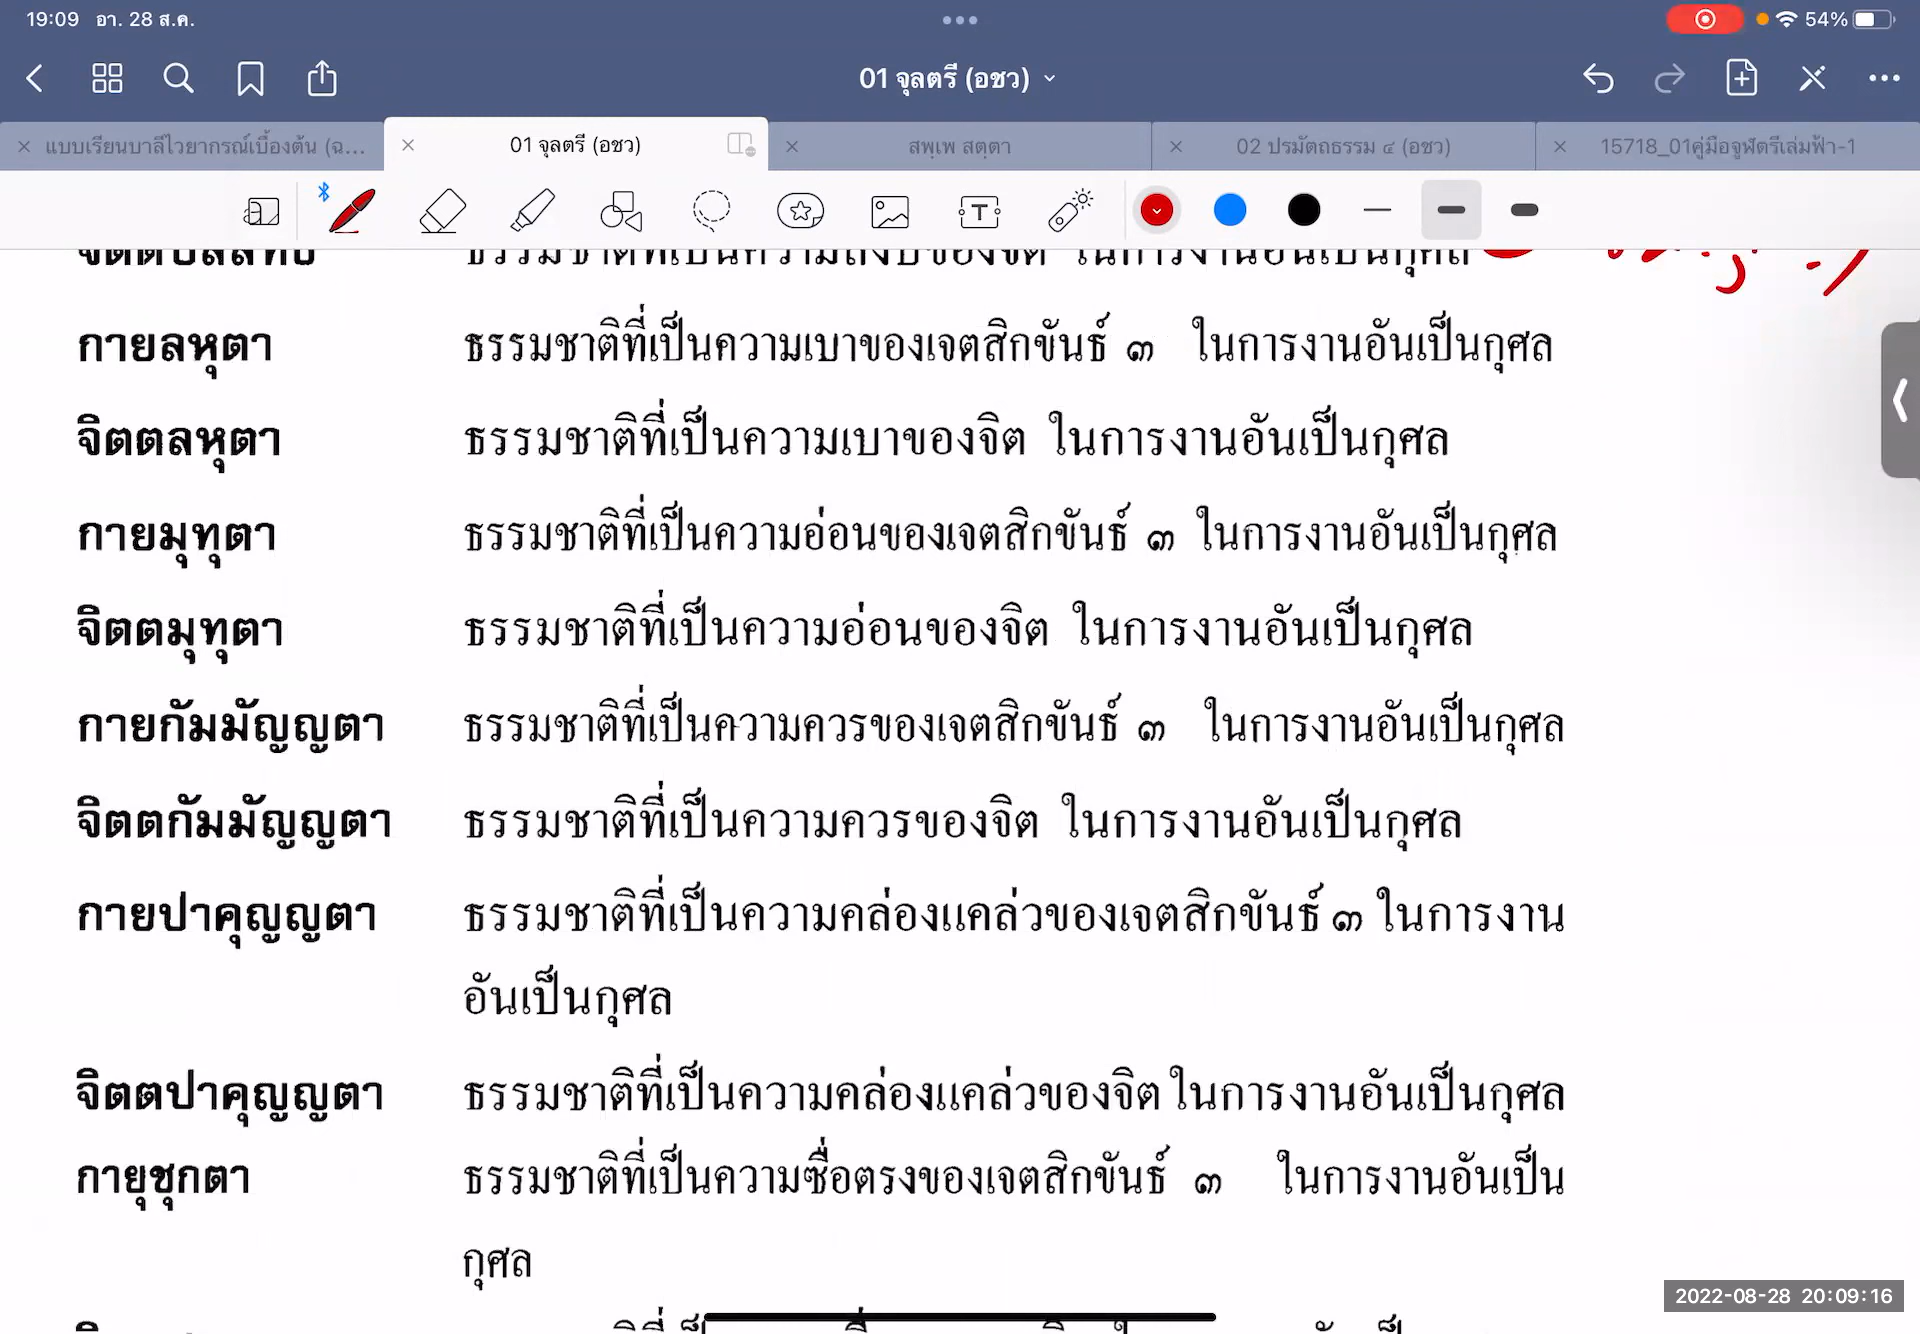 19:09 อา. 28 ส.ค.
54%
01 จุลตรี (อชว)
แบบเรียนบาลีไวยากรณ์เบื้องต้น (ฉ...
01 จุลตรี (อชว)
สพฺเพ สตฺตา
02 ปรมัตถธรรม ๔ (อชว)
15718_01คู่มือจูฬตรีเล่มฟ้า-1
กายลหุตา ธรรมชาติที่เป็นความเบาของเจตสิกขันธ์ ๓ ในการงานอันเป็นกุศล
จิตตลหุตา ธรรมชาติที่เป็นความเบาของจิต ในการงานอันเป็นกุศล
กายมุทุตา ธรรมชาติที่เป็นความอ่อนของเจตสิกขันธ์ ๓ ในการงานอันเป็นกุศล
จิตตมุทุตา ธรรมชาติที่เป็นความอ่อนของจิต ในการงานอันเป็นกุศล
กายกัมมัญญตา ธรรมชาติที่เป็นความควรของเจตสิกขันธ์ ๓ ในการงานอันเป็นกุศล
จิตตกัมมัญญตา ธรรมชาติที่เป็นความควรของจิต ในการงานอันเป็นกุศล
กายปาคุญญตา ธรรมชาติที่เป็นความคล่องแคล่วของเจตสิกขันธ์ ๓ ในการงาน
อันเป็นกุศล
จิตตปาคุญญตา ธรรมชาติที่เป็นความคล่องแคล่วของจิต ในการงานอันเป็นกุศล
กายุชุกตา ธรรมชาติที่เป็นความซื่อตรงของเจตสิกขันธ์ ๓ ในการงานอันเป็น
กุศล
2022-08-28 20:09:16